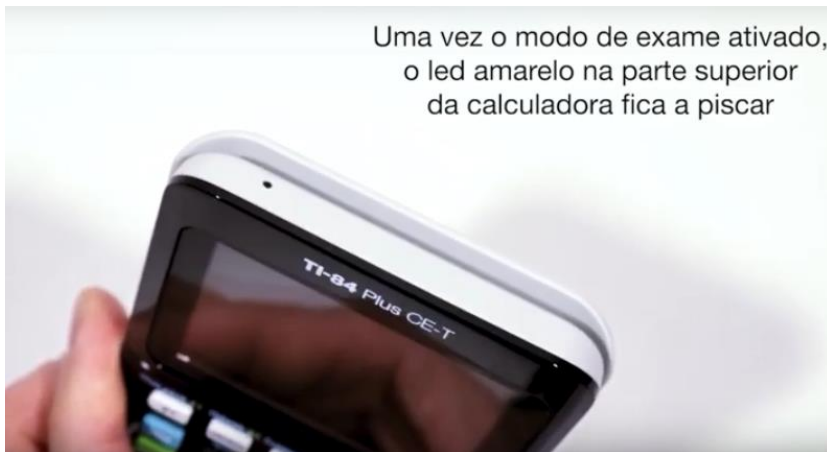 Uma vez o modo de exame ativado,
o led amarelo na parte superior
da calculadora fica a piscar
TI-84 Plus CE-T